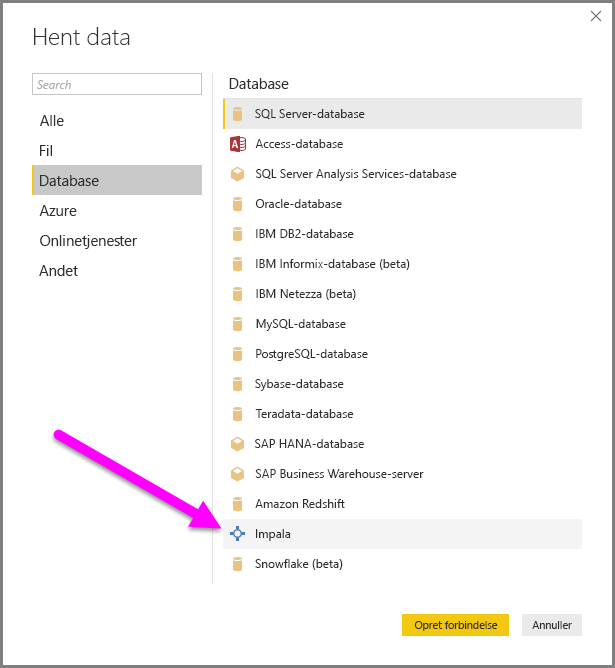 Hent data
Search
Alle
Fil
Database
Azure
Onlinetjenester
Andet
Database
SQL Server-database
Access-database
SQL Server Analysis Services-database
Oracle-database
IBM DB2-database
IBM Informix-database (beta)
IBM Netezza (beta)
MySQL-database
PostgreSQL-database
Sybase-database
Teradata-database
SAP HANA-database
SAP Business Warehouse-server
Amazon Redshift
Impala
Snowflake (beta)
Opret forbindelse
Annuller